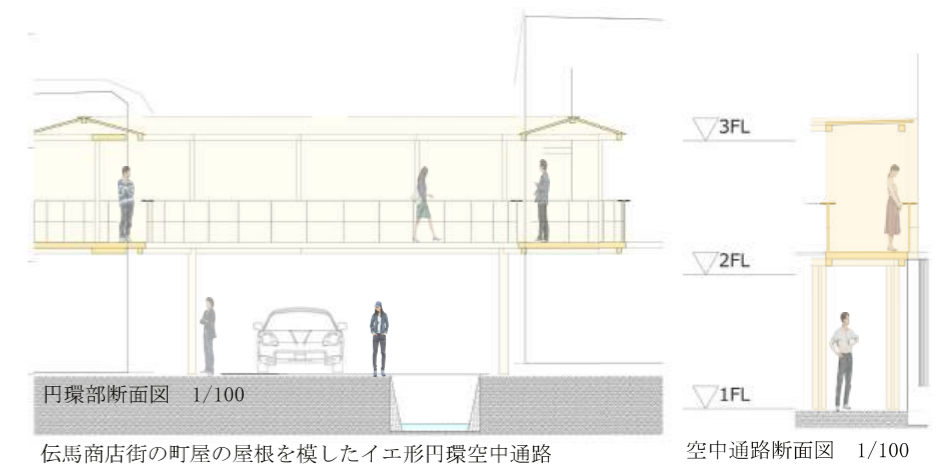 3FL
2FL
1FL
円環部断面図 1/100
伝馬商店街の町屋の屋根を模したイエ形円環空中通路
空中通路断面図 1/100